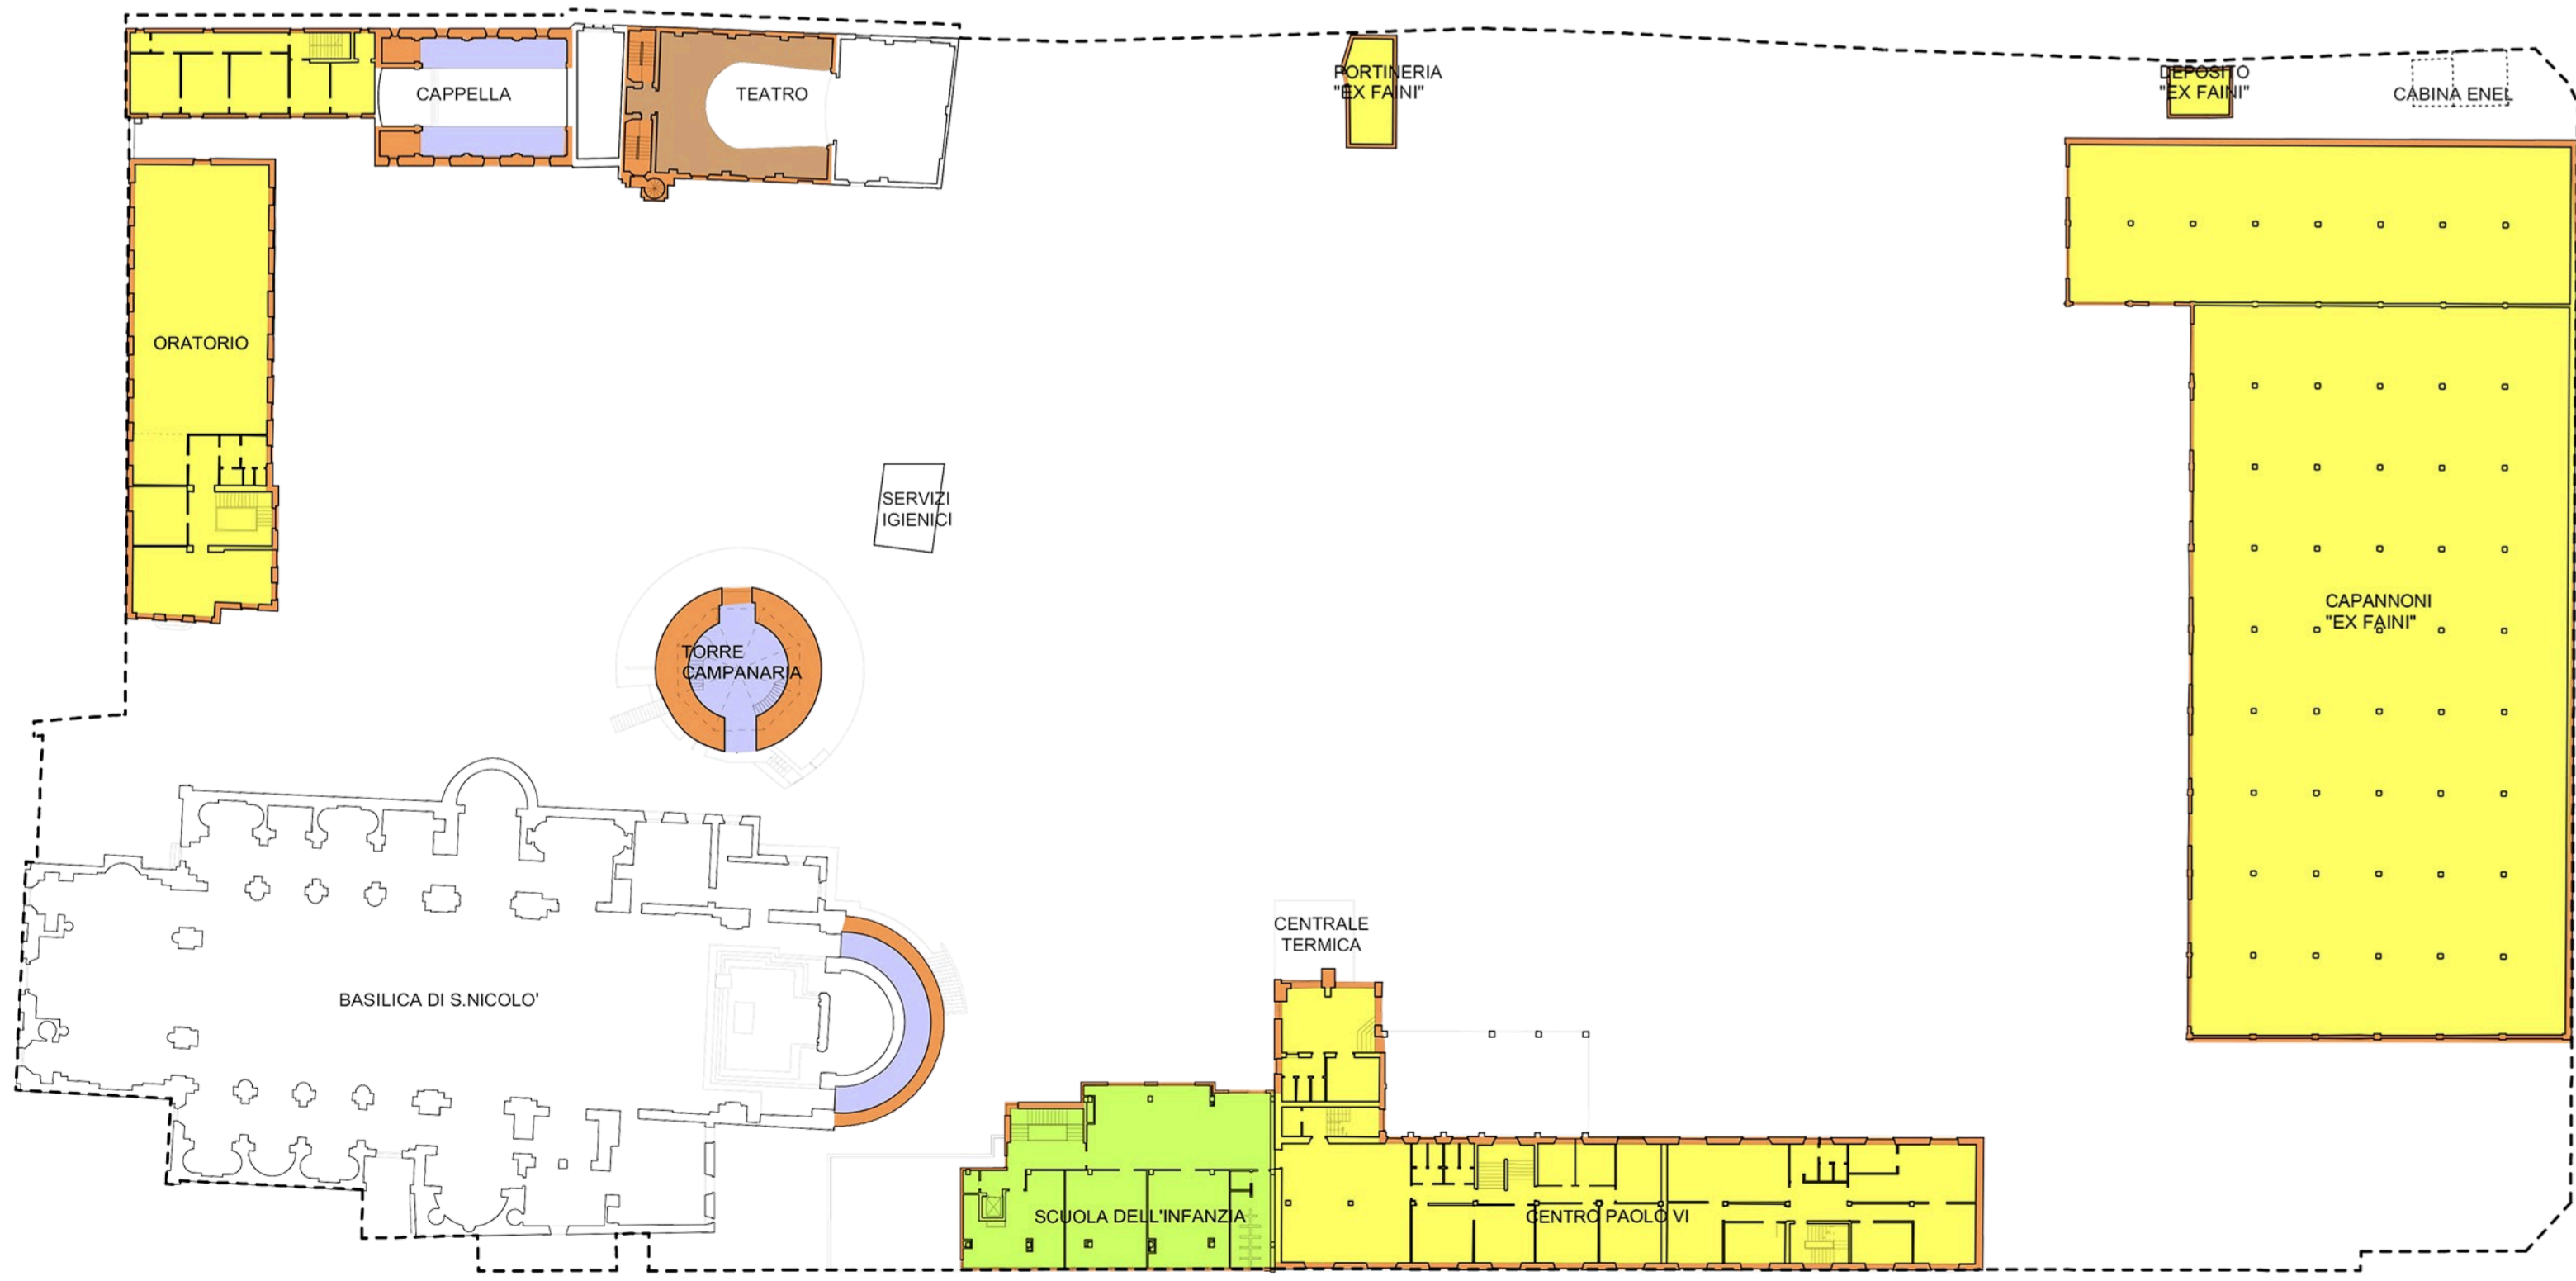 PORTINERIA
"EX FAINI"
DEPOSITO
"EX FAINI"
CABINA ENEL
CAPPELLA
TEATRO
ORATORIO
SERVIZI
IGIENICI
CAPANNONI
"EX FAINI"
TORRE
CAMPANARIA
CENTRALE
TERMICA
BASILICA DI S.NICOLO'
SCUOLA DELL'INFANZIA
CENTRO PAOLO VI